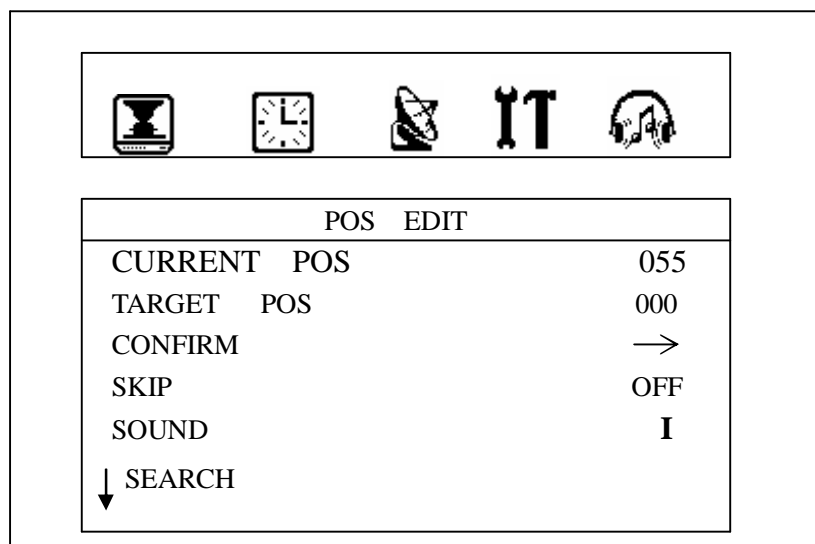 POS EDIT
CURRENT POS 055
TARGET POS 000
CONFIRM →
SKIP OFF
SOUND I
↓ SEARCH